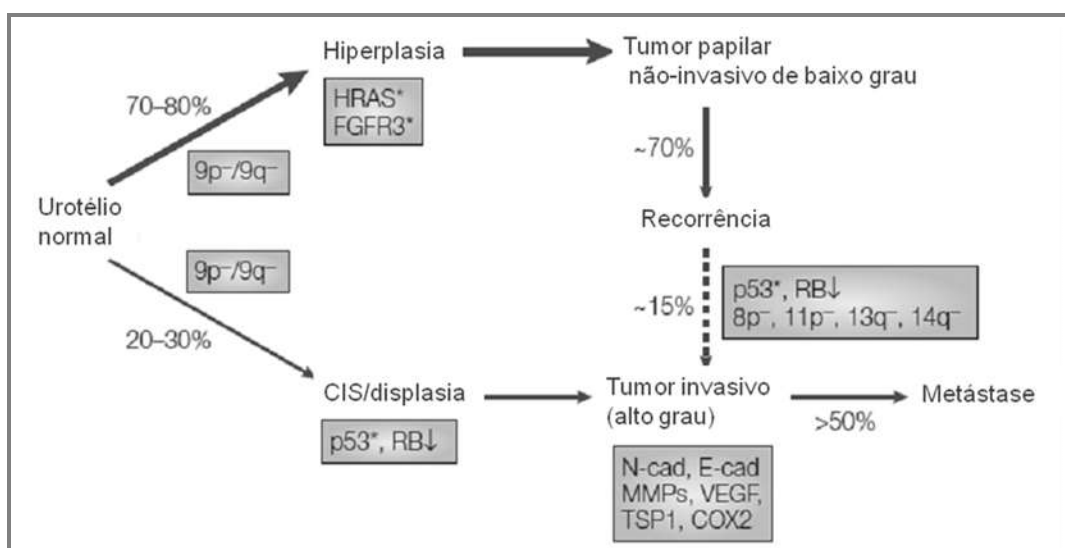 Hiperplasia
HRAS*
FGFR3*
Tumor papilar
não-invasivo de baixo grau
70–80%
9p⁻/9q⁻
~70%
Urotélio
normal
Recorrência
9p⁻/9q⁻
20–30%
~15%
p53*, RB↓
8p⁻, 11p⁻, 13q⁻, 14q⁻
CIS/displasia
p53*, RB↓
Tumor invasivo
(alto grau)
>50%
Metástase
N-cad, E-cad
MMPs, VEGF,
TSP1, COX2